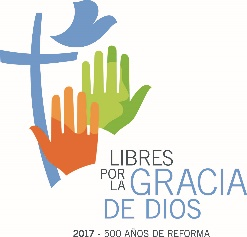 LIBRES
POR
LA GRACIA
DE DIOS
2017 - 500 AÑOS DE REFORMA